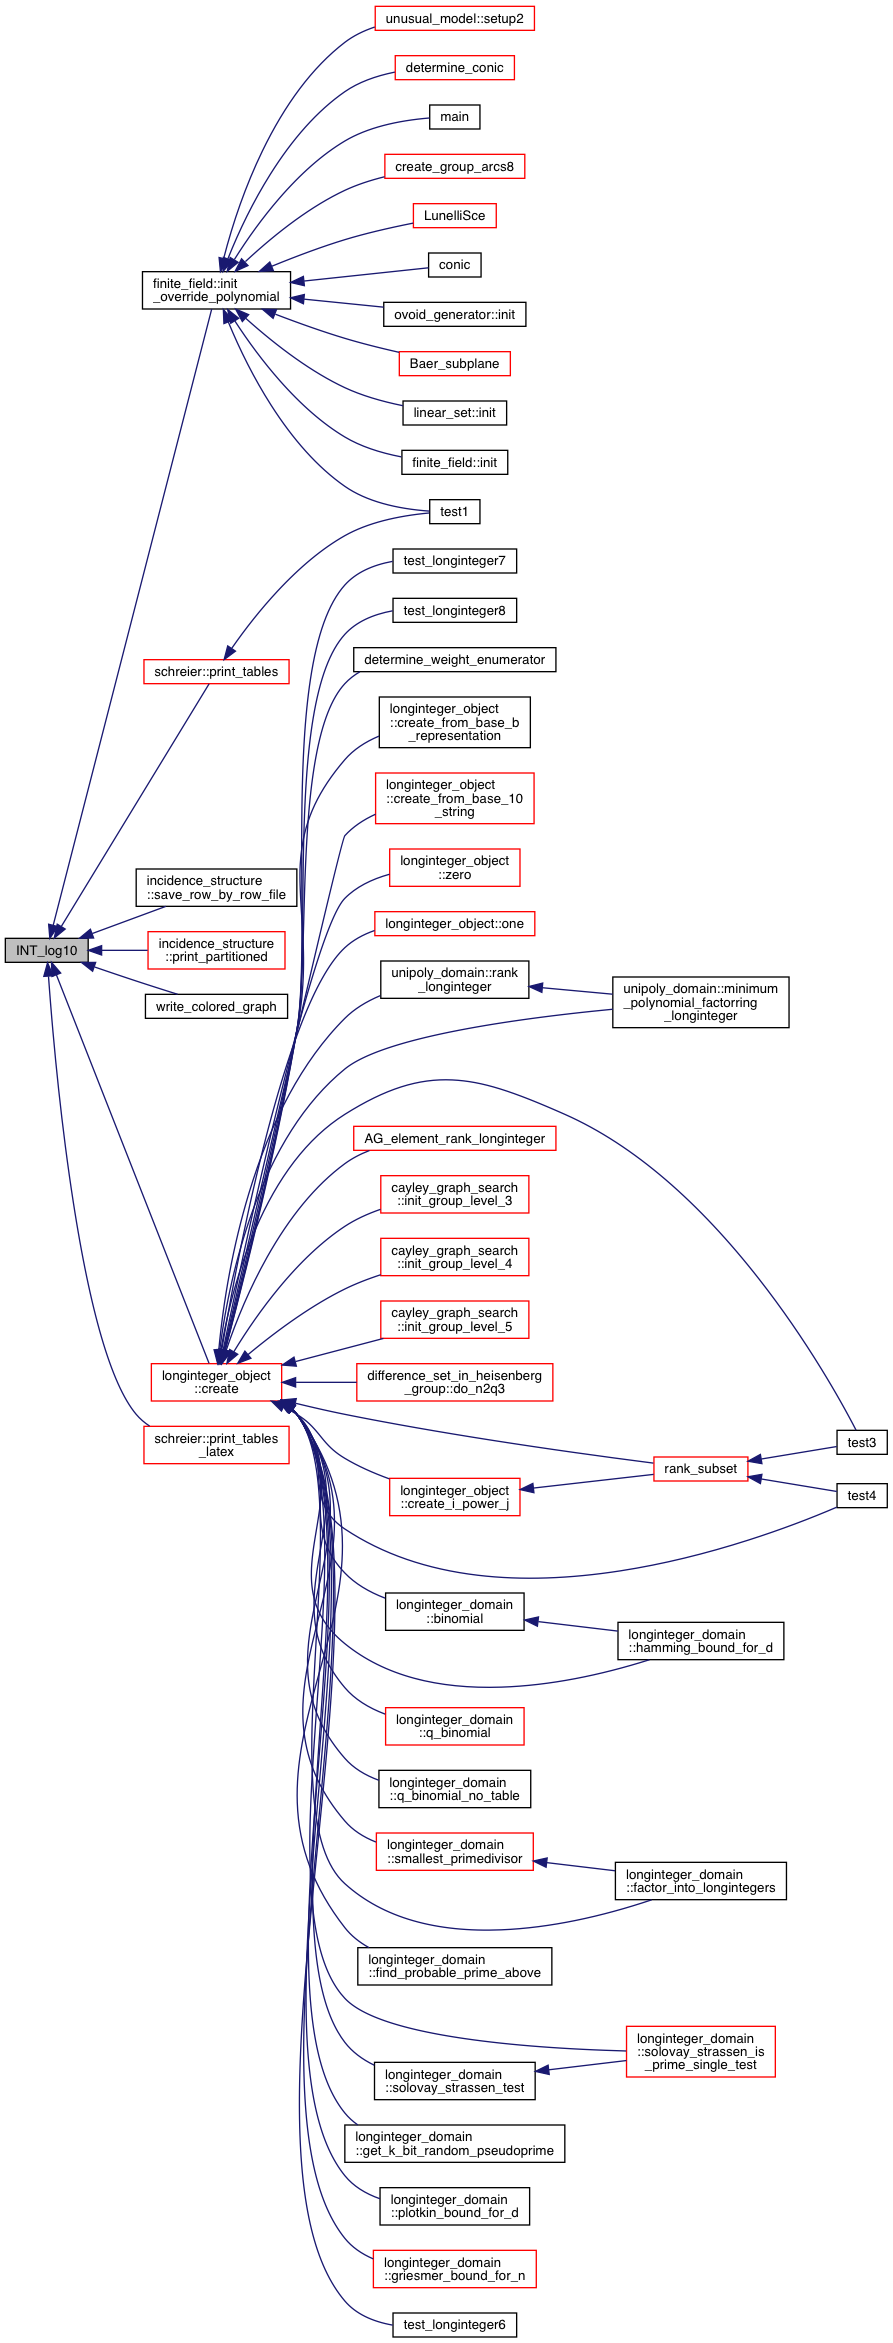 unusual_model::setup2
determine_conic
main
create_group_arcs8
LunelliSce
conic
finite_field::init
_override_polynomial
ovoid_generator::init
Baer_subplane
linear_set::init
finite_field::init
test1
test_longinteger7
test_longinteger8
determine_weight_enumerator
schreier::print_tables
longinteger_object
::create_from_base_b
_representation
longinteger_object
::create_from_base_10
_string
longinteger_object
::zero
incidence_structure
::save_row_by_row_file
longinteger_object::one
INT_log10
incidence_structure
::print_partitioned
unipoly_domain::rank
_longinteger
unipoly_domain::minimum
_polynomial_factorring
_longinteger
write_colored_graph
AG_element_rank_longinteger
cayley_graph_search
::init_group_level_3
cayley_graph_search
::init_group_level_4
cayley_graph_search
::init_group_level_5
longinteger_object
::create
difference_set_in_heisenberg
_group::do_n2q3
schreier::print_tables
_latex
test3
rank_subset
longinteger_object
::create_i_power_j
test4
longinteger_domain
::binomial
longinteger_domain
::hamming_bound_for_d
longinteger_domain
::q_binomial
longinteger_domain
::q_binomial_no_table
longinteger_domain
::smallest_primedivisor
longinteger_domain
::factor_into_longintegers
longinteger_domain
::find_probable_prime_above
longinteger_domain
::solovay_strassen_is
_prime_single_test
longinteger_domain
::solovay_strassen_test
longinteger_domain
::get_k_bit_random_pseudoprime
longinteger_domain
::plotkin_bound_for_d
longinteger_domain
::griesmer_bound_for_n
test_longinteger6